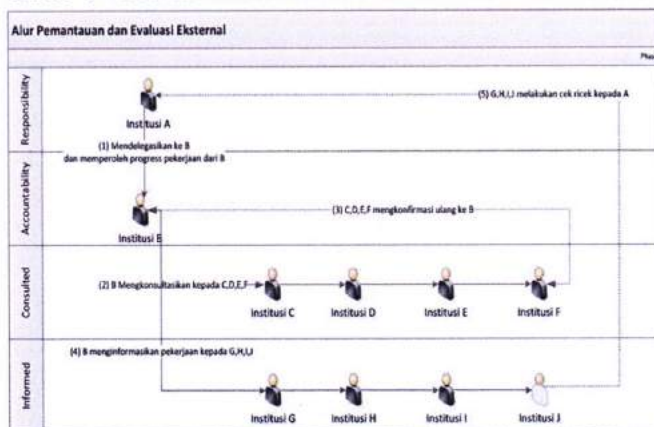 Alur Pemantauan dan Evaluasi Eksternal
Phase
Responsibility
(5) G,H,I,J melakukan cek ricek kepada A
Institusi A
(1) Mendelegasikan ke B
dan memperoleh progress pekerjaan dari B
Accountability
(3) C,D,E,F mengkonfirmasi ulang ke B
Institusi B
Consulted
(2) B Mengkonsultasikan kepada C,D,E,F
Institusi C
Institusi D
Institusi E
Institusi F
Informed
(4) B menginformasikan pekerjaan kepada G,H,I,J
Institusi G
Institusi H
Institusi I
Institusi J